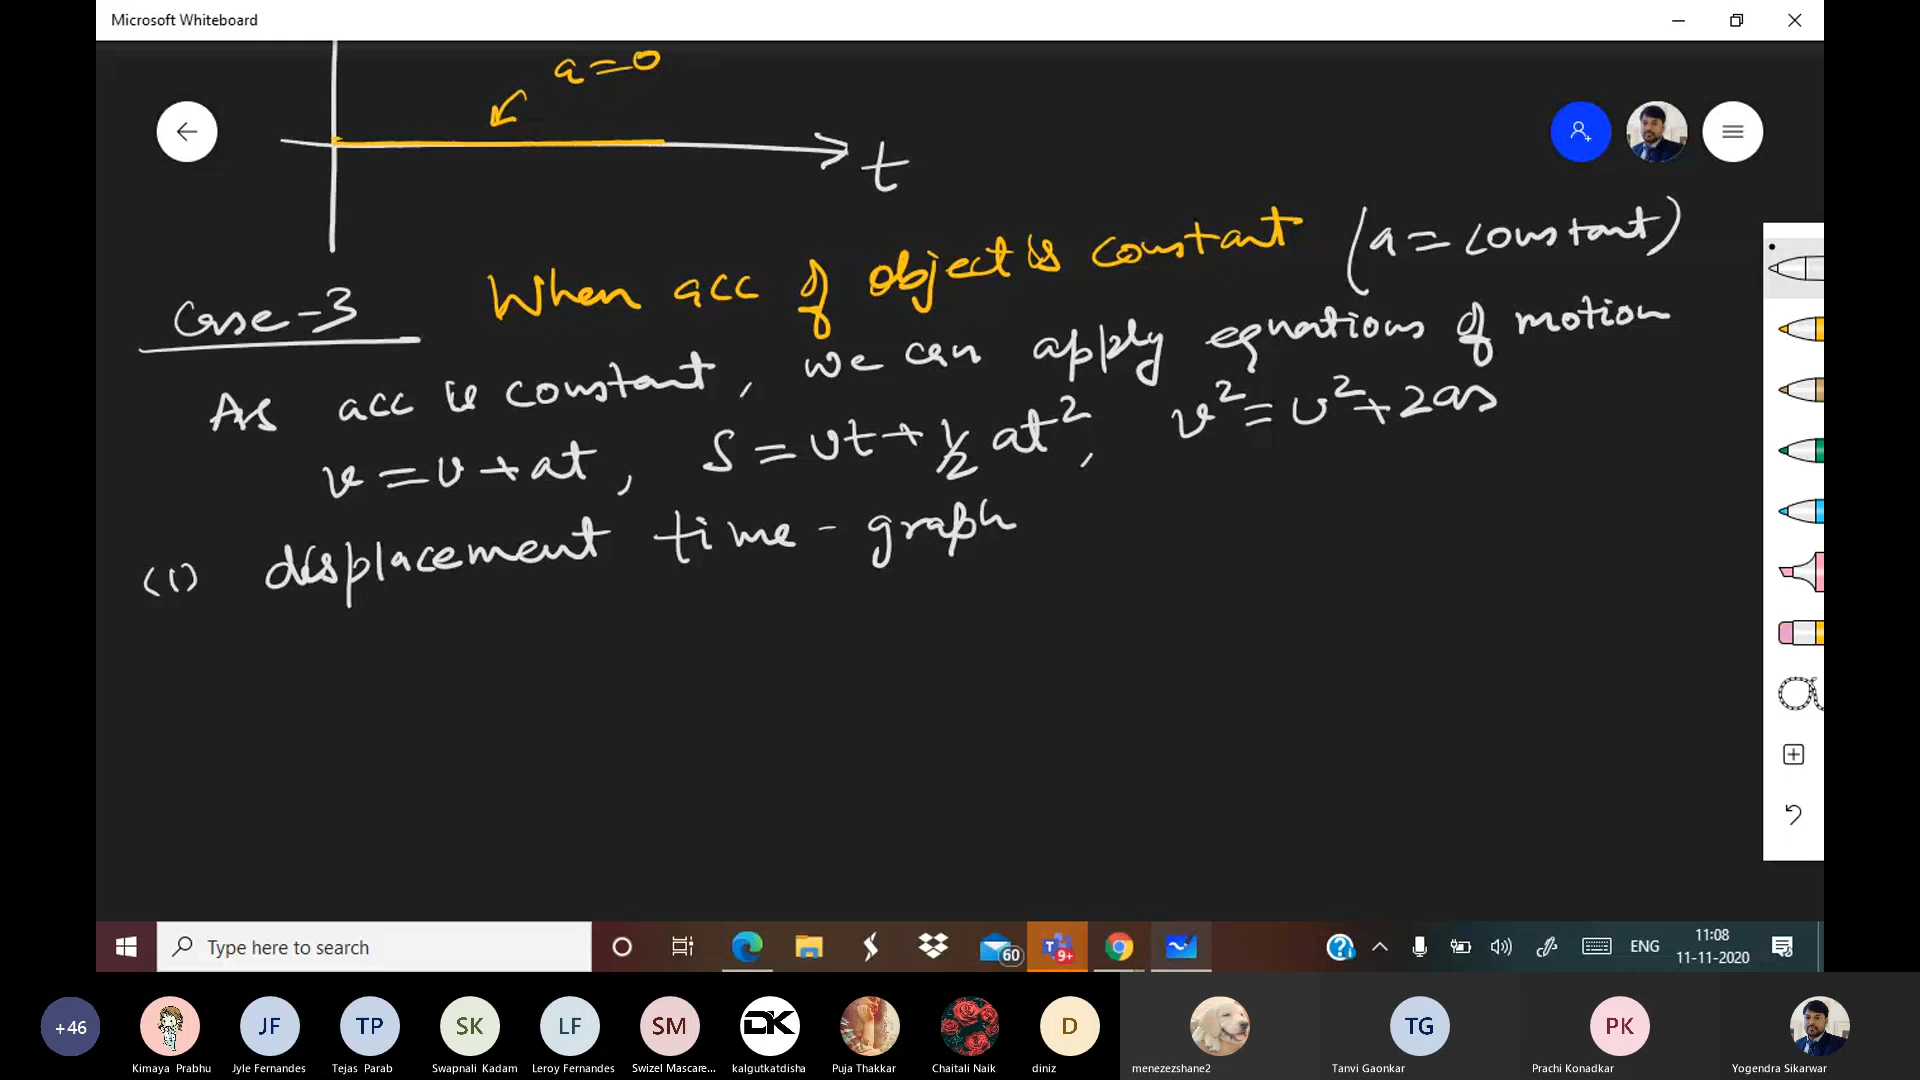 Microsoft Whiteboard
a=0
t
Case-3 When acc of object is constant (a = constant)
As acc is constant, we can apply equations of motion
v = u + at, s = ut + 1/2 at², v² = u² + 2as
(1) displacement time - graph
Type here to search
60
9+
ENG
11:08
11-11-2020
+46
JF
TP
SK
LF
SM
DK
D
TG
PK
Kimaya Prabhu
Jyle Fernandes
Tejas Parab
Swapnali Kadam
Leroy Fernandes
Swizel Mascare...
kalgutkatdisha
Puja Thakkar
Chaitali Naik
diniz
menezezshane2
Tanvi Gaonkar
Prachi Konadkar
Yogendra Sikarwar